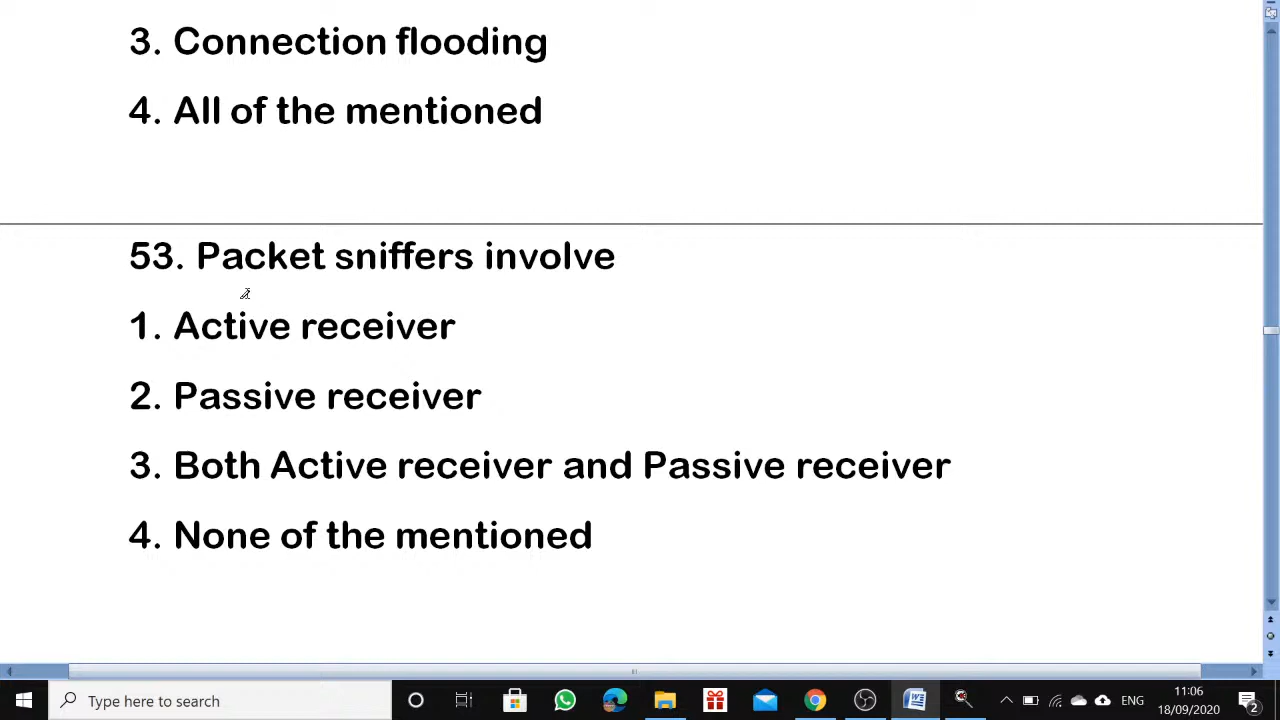 3. Connection flooding
4. All of the mentioned
53. Packet sniffers involve
1. Active receiver
2. Passive receiver
3. Both Active receiver and Passive receiver
4. None of the mentioned
Type here to search
ENG
11:06
18/09/2020
2